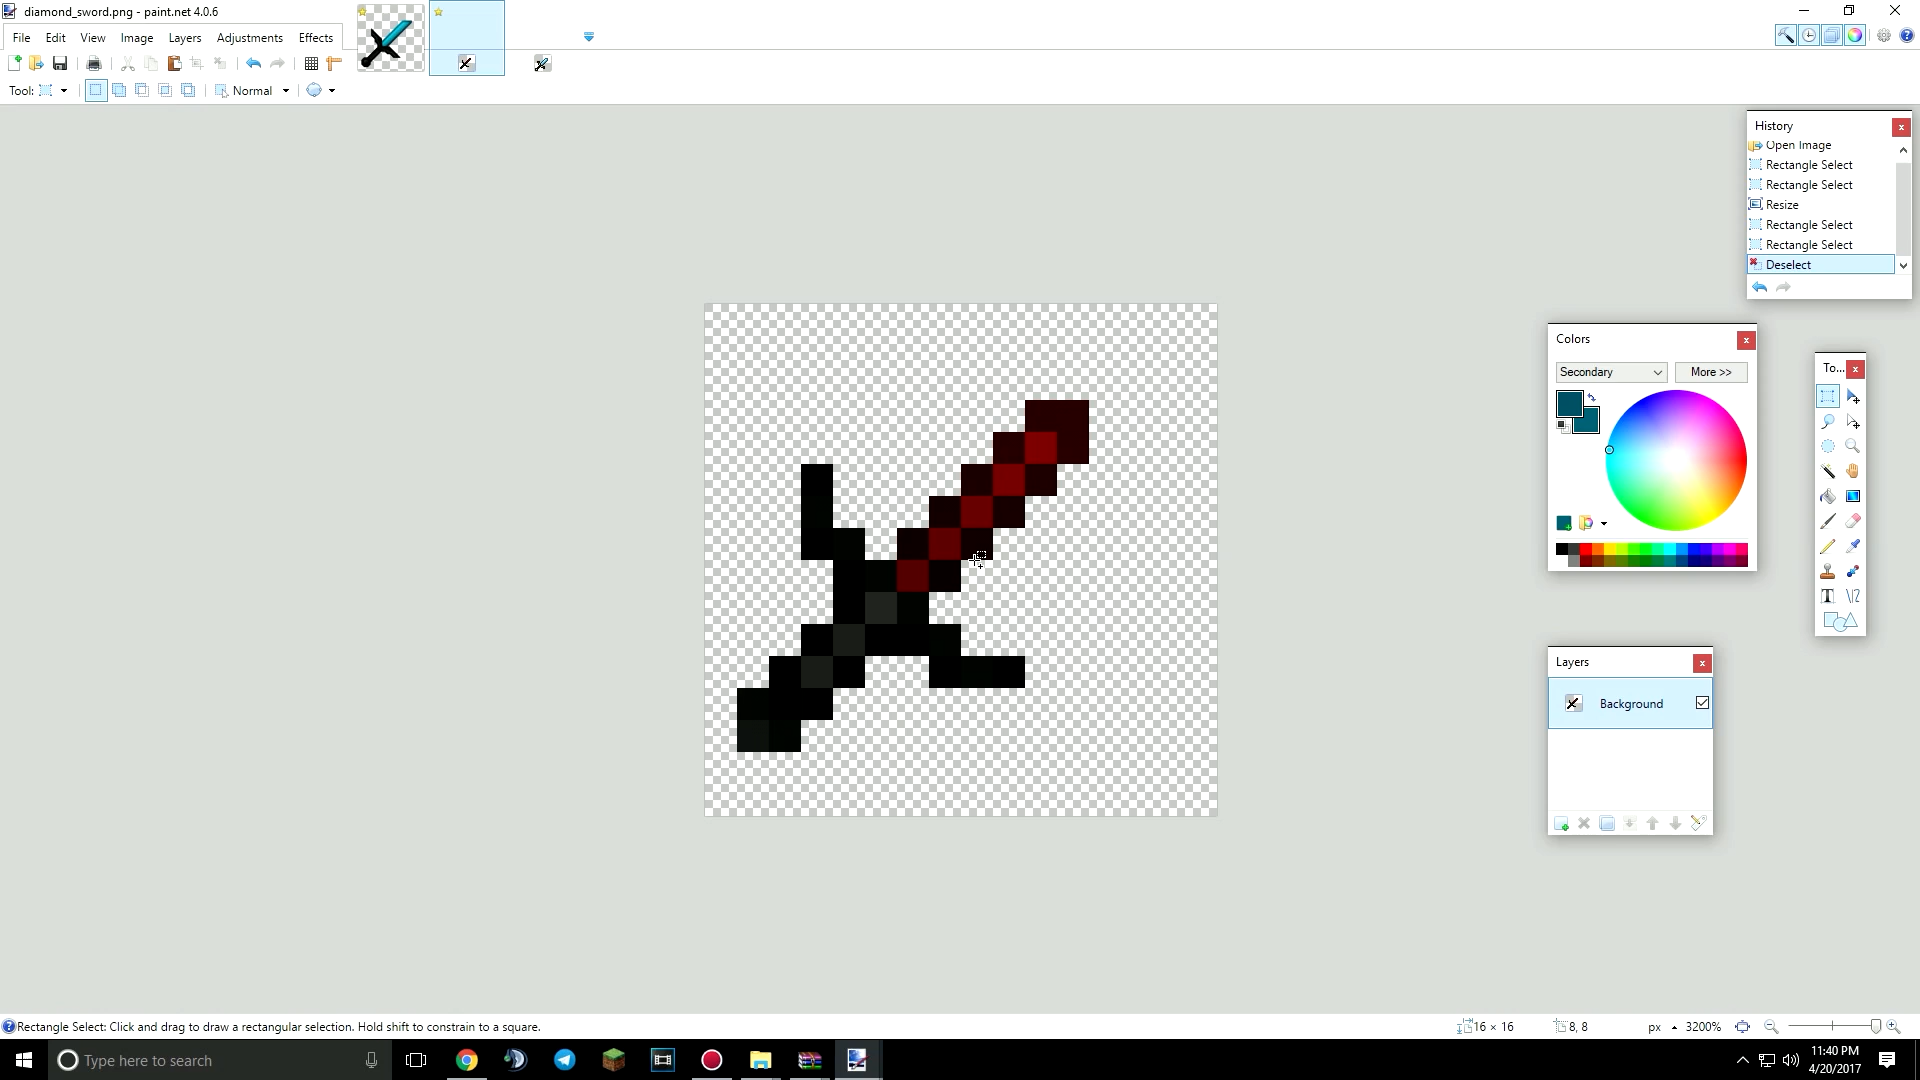 diamond_sword.png - paint.net 4.0.6
File Edit View Image Layers Adjustments Effects
Tool: Normal
History
Open Image
Rectangle Select
Rectangle Select
Resize
Rectangle Select
Rectangle Select
Deselect
Colors
Secondary More >>
To...
Layers
Background
Rectangle Select: Click and drag to draw a rectangular selection. Hold shift to constrain to a square.
16 × 16 8, 8 px 3200%
Type here to search
11:40 PM
4/20/2017